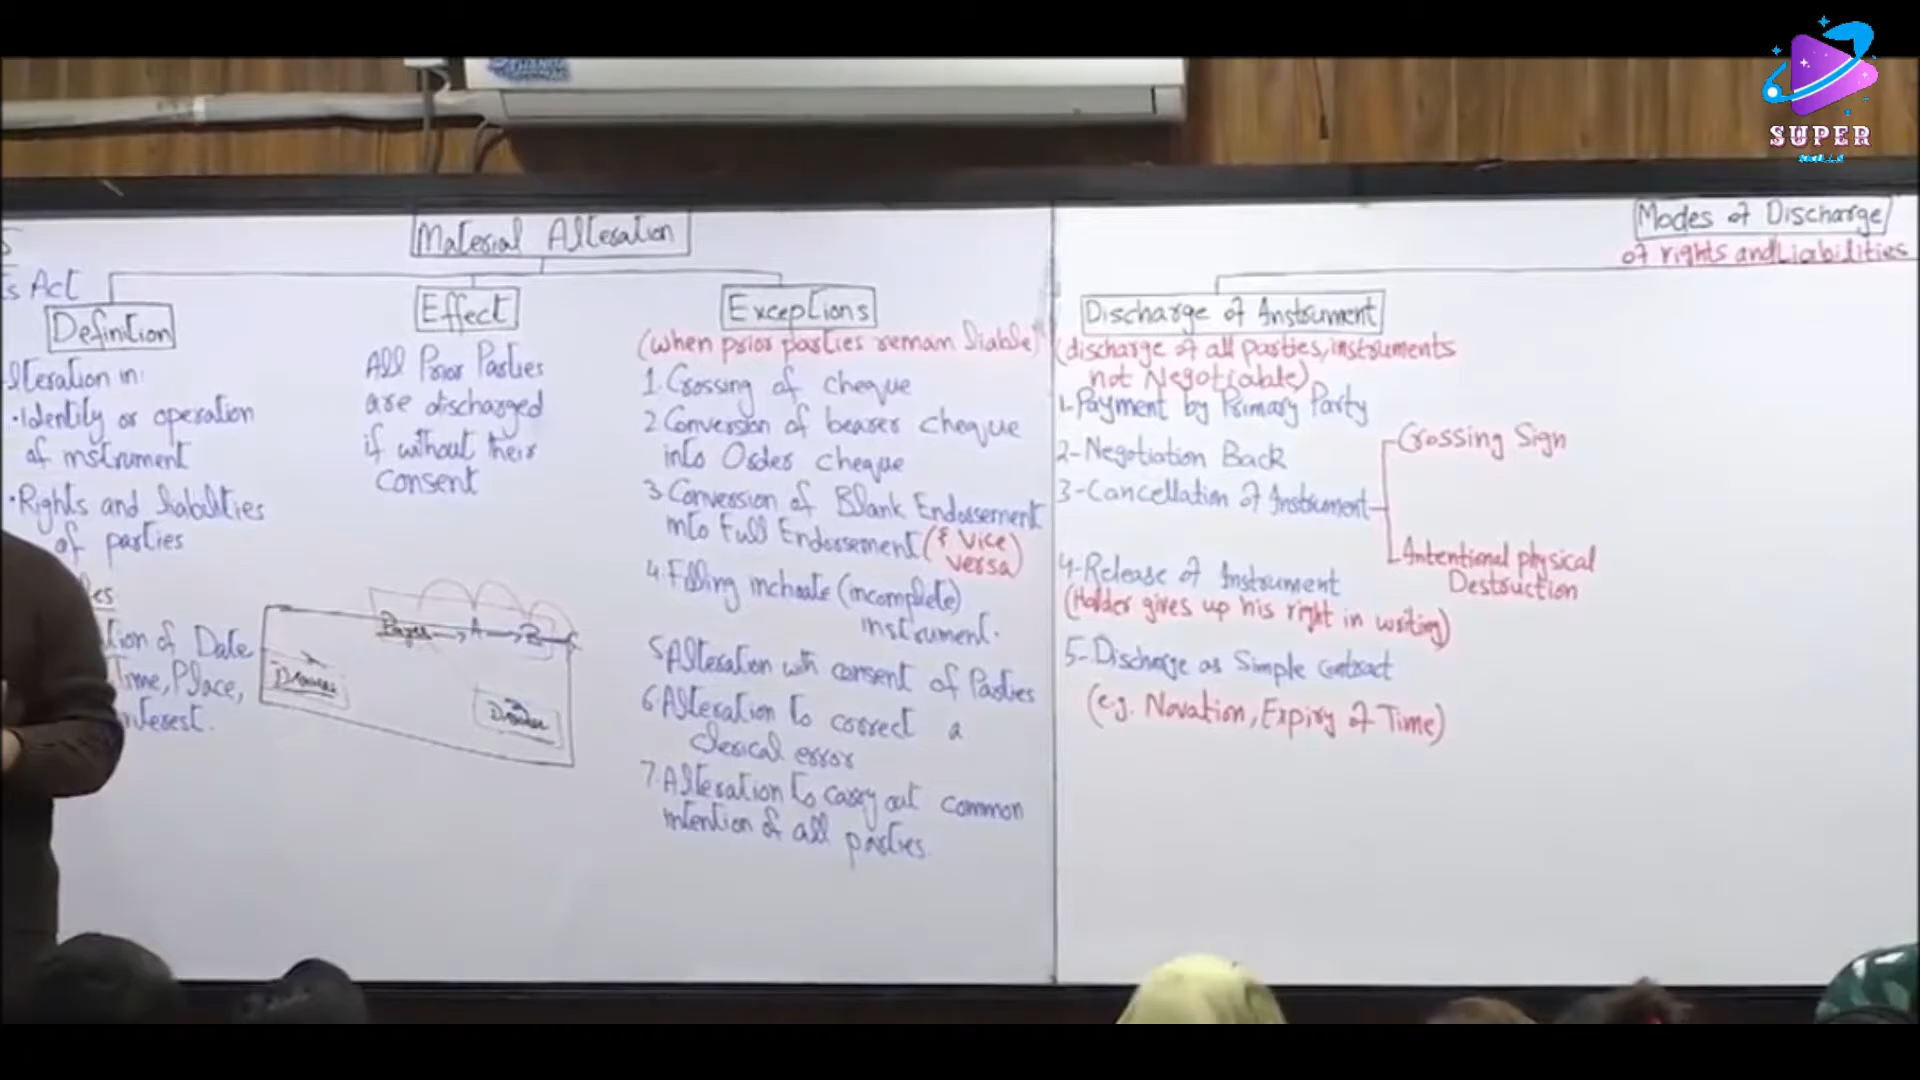 SUPER
SKILLS
Material Alteration
s Act
Definition
Alteration in:
• Identity or operation
of instrument
• Rights and liabilities
of parties
les
tion of Date
Time, Place,
interest.
Effect
All Prior Parties
are discharged
if without their
consent
Payee → A → B → C
Drawee
Drawer
Exceptions
(when prior parties remain liable)
1. Crossing of cheque
2 Conversion of bearer cheque
into Order cheque
3 Conversion of Blank Endorsement
into Full Endorsement (& Vice
versa)
4. Filling inchoate (incomplete)
instrument.
5 Alteration with consent of Parties
6 Alteration to correct a
clerical error
7. Alteration to carry out common
intention of all parties.
Modes of Discharge
of rights and Liabilities
Discharge of Instrument
(discharge of all parties, instruments
not Negotiable)
1- Payment by Primary Party
2- Negotiation Back
3- Cancellation of Instrument
Crossing Sign
Intentional physical
Destruction
4- Release of Instrument
(Holder gives up his right in writing)
5- Discharge as Simple Contract
(e.g. Novation, Expiry of Time)